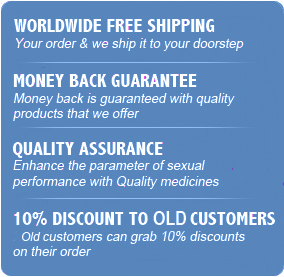 WORLDWIDE FREE SHIPPING
Your order & we ship it to your doorstep
MONEY BACK GUARANTEE
Money back is guaranteed with quality
products that we offer
QUALITY ASSURANCE
Enhance the parameter of sexual
performance with Quality medicines
10% DISCOUNT TO OLD CUSTOMERS
Old customers can grab 10% discounts
on their order